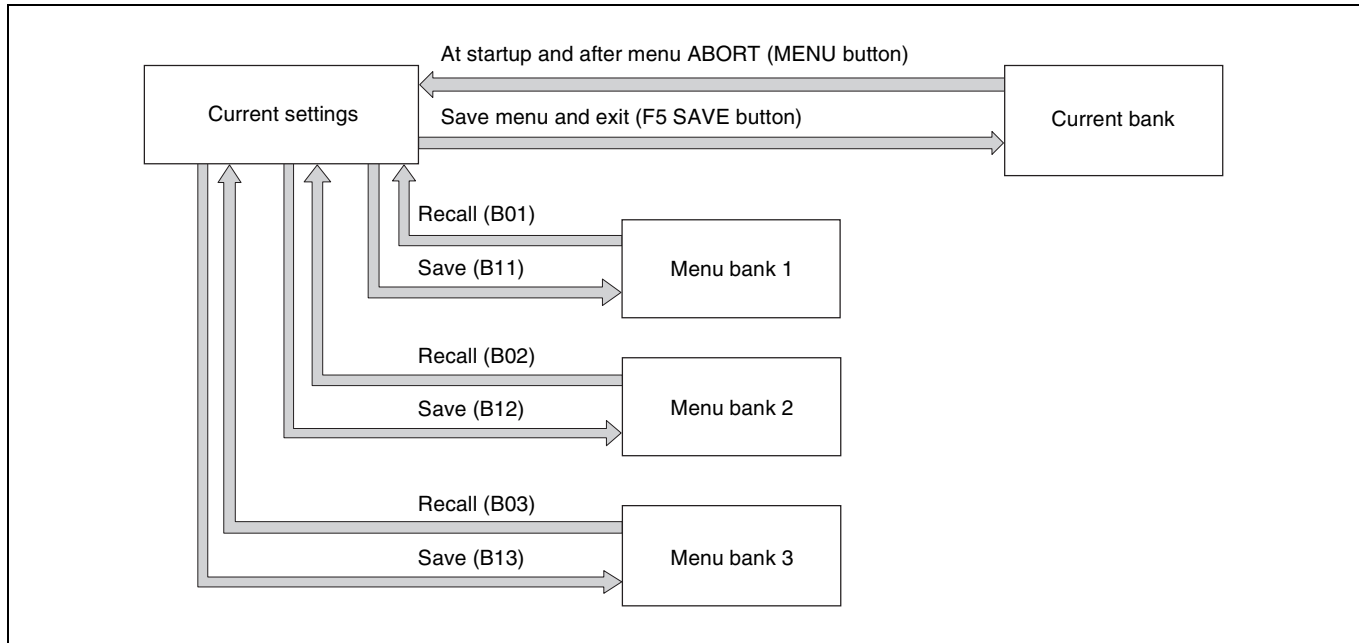 At startup and after menu ABORT (MENU button)
Current settings
Save menu and exit (F5 SAVE button)
Current bank
Recall (B01)
Save (B11)
Menu bank 1
Recall (B02)
Save (B12)
Menu bank 2
Recall (B03)
Save (B13)
Menu bank 3